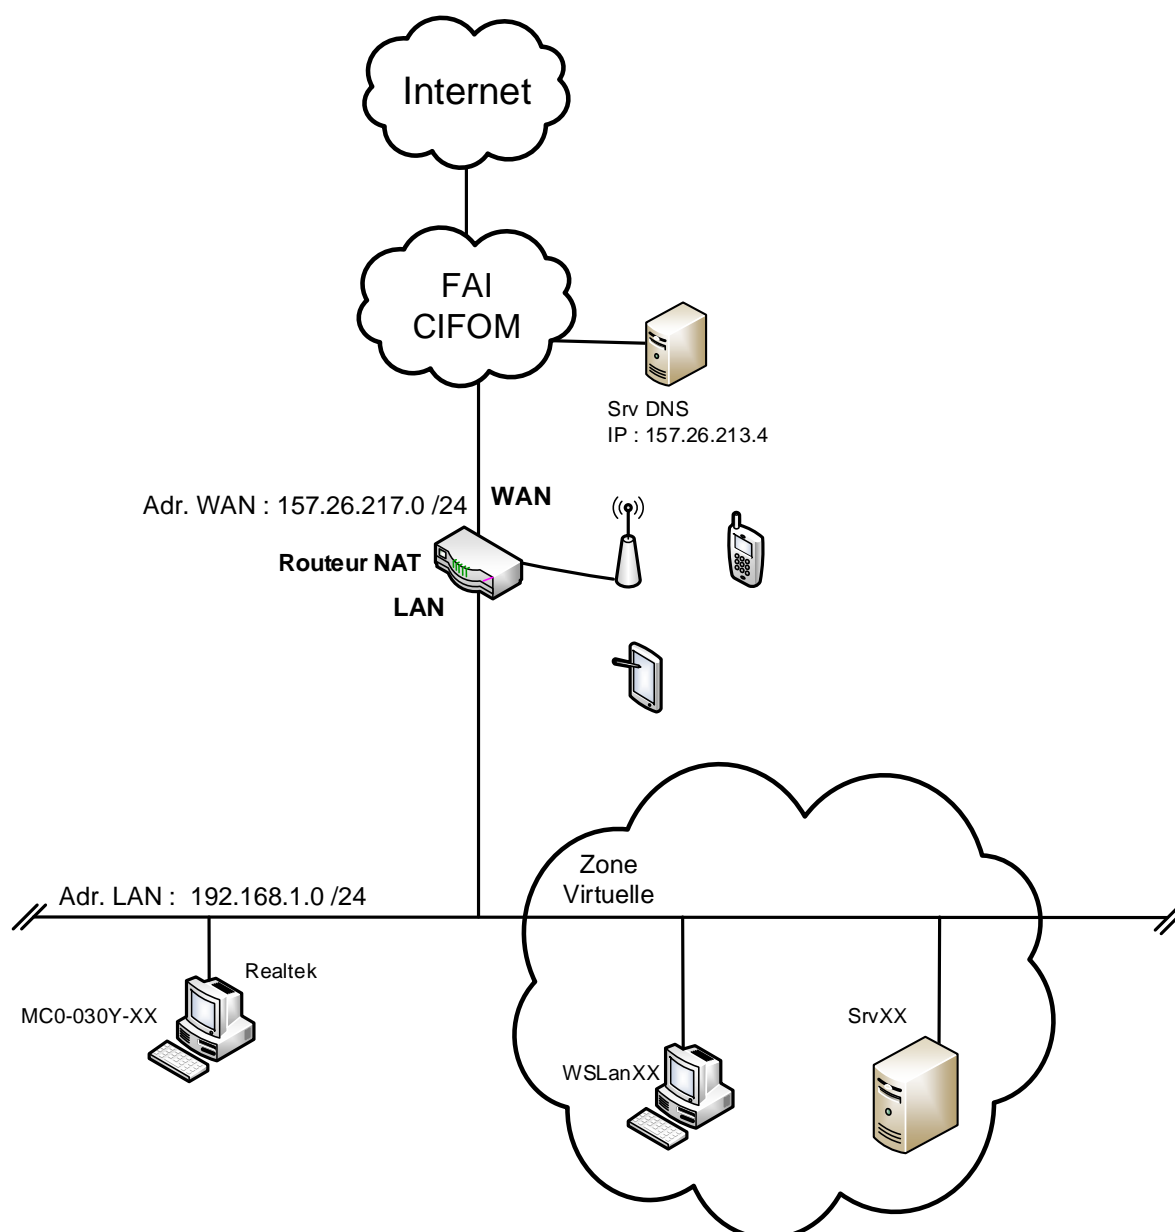 Internet
FAI
CIFOM
Srv DNS
IP : 157.26.213.4
Adr. WAN : 157.26.217.0 /24
WAN
Routeur NAT
LAN
Zone
Virtuelle
Adr. LAN :  192.168.1.0 /24
Realtek
MC0-030Y-XX
SrvXX
WSLanXX